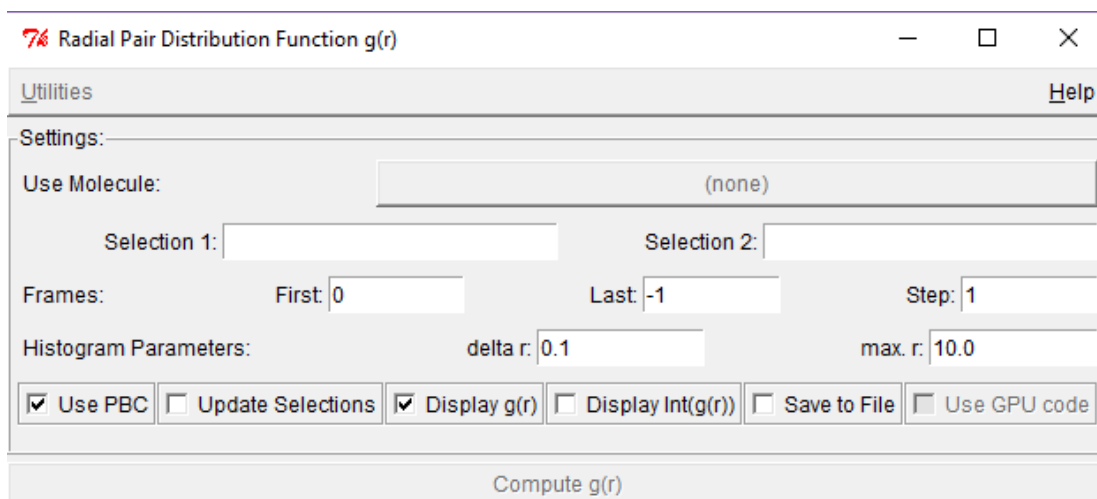 Radial Pair Distribution Function g(r)
Utilities Help
Settings:
Use Molecule: (none)
Selection 1: Selection 2:
Frames: First: 0 Last: -1 Step: 1
Histogram Parameters: delta r: 0.1 max. r: 10.0
Use PBC Update Selections Display g(r) Display Int(g(r)) Save to File Use GPU code
Compute g(r)